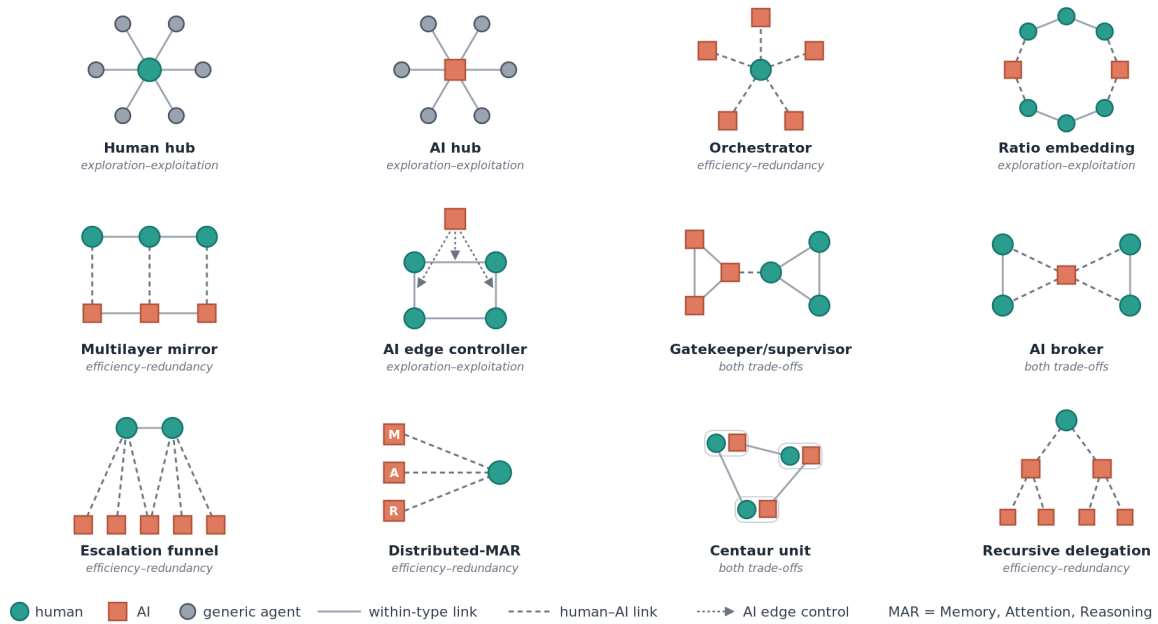 Human hub
exploration–exploitation
AI hub
exploration–exploitation
Orchestrator
efficiency–redundancy
Ratio embedding
exploration–exploitation
Multilayer mirror
efficiency–redundancy
AI edge controller
exploration–exploitation
Gatekeeper/supervisor
both trade-offs
AI broker
both trade-offs
M
A
R
Escalation funnel
efficiency–redundancy
Distributed-MAR
efficiency–redundancy
Centaur unit
both trade-offs
Recursive delegation
efficiency–redundancy
human
AI
generic agent
within-type link
human–AI link
AI edge control
MAR = Memory, Attention, Reasoning